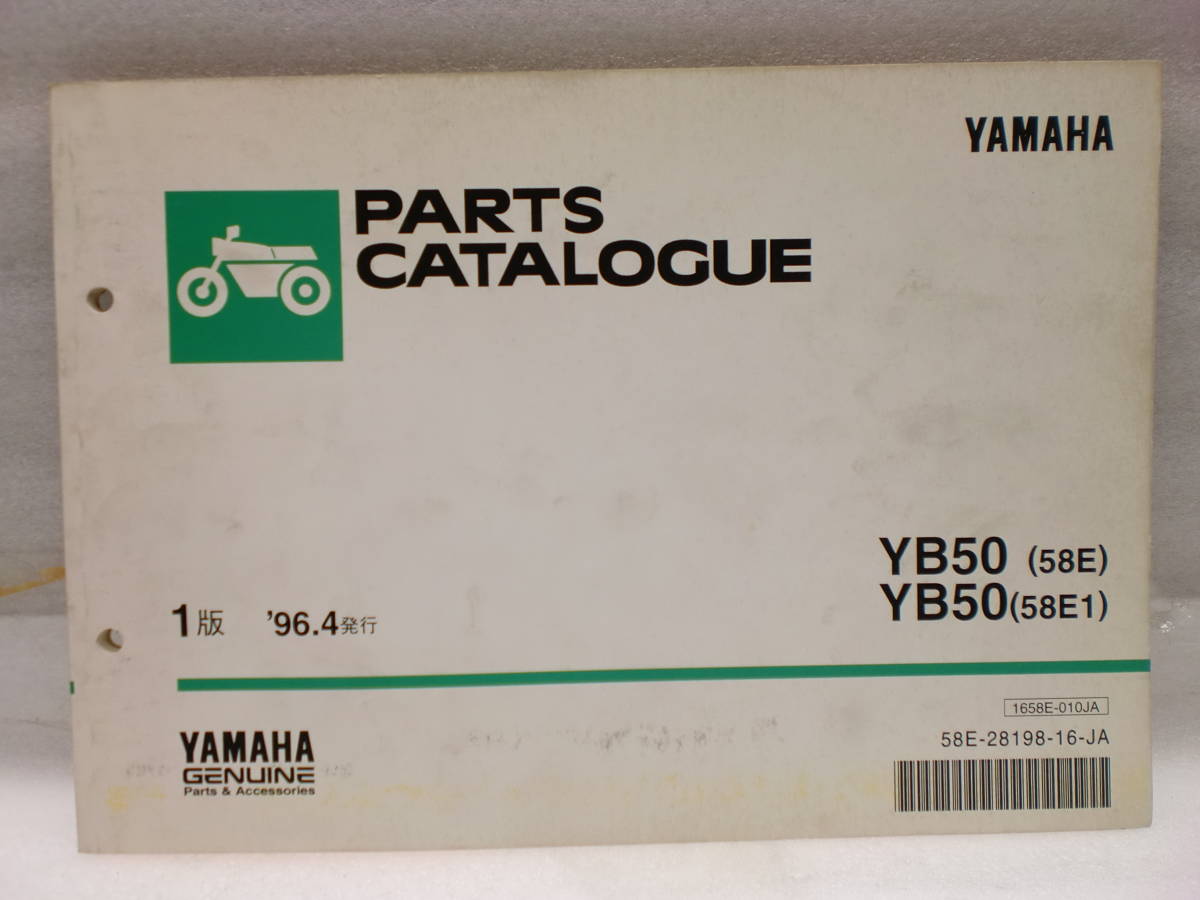 YAMAHA
PARTS
CATALOGUE
YB50 (58E)
YB50(58E1)
1版 '96.4発行
1658E-010JA
58E-28198-16-JA
YAMAHA
GENUINE
Parts & Accessories